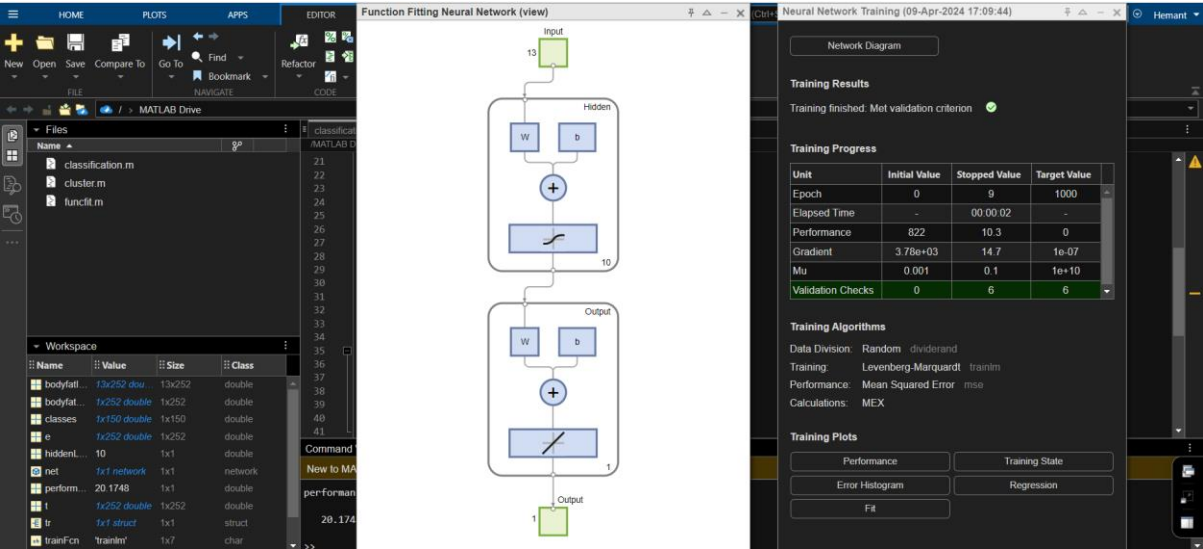 HOME PLOTS APPS EDITOR
New Open Save Compare To Go To Find Bookmark Refactor
FILE NAVIGATE CODE
/ › MATLAB Drive
Files
Name
classification.m
cluster.m
funcfit.m
Workspace
Name Value Size Class
bodyfatI... 13x252 dou... 13x252 double
bodyfat... 1x252 double 1x252 double
classes 1x150 double 1x150 double
e 1x252 double 1x252 double
hiddenL... 10 1x1 double
net 1x1 network 1x1 network
perform... 20.1748 1x1 double
t 1x252 double 1x252 double
tr 1x1 struct 1x1 struct
trainFcn 'trainlm' 1x7 char
classificat
/MATLAB D
21
22
23
24
25
26
27
28
29
30
31
32
33
34
35
36
37
38
39
40
41
Command
New to MA
performan
20.174
>>
Function Fitting Neural Network (view)
Input
13
Hidden
W b
+
10
Output
W b
+
1
Output
1
(Ctrl+S
Neural Network Training (09-Apr-2024 17:09:44)
Hemant
Network Diagram
Training Results
Training finished: Met validation criterion
Training Progress
Unit Initial Value Stopped Value Target Value
Epoch 0 9 1000
Elapsed Time - 00:00:02 -
Performance 822 10.3 0
Gradient 3.78e+03 14.7 1e-07
Mu 0.001 0.1 1e+10
Validation Checks 0 6 6
Training Algorithms
Data Division: Random dividerand
Training: Levenberg-Marquardt trainlm
Performance: Mean Squared Error mse
Calculations: MEX
Training Plots
Performance Training State
Error Histogram Regression
Fit